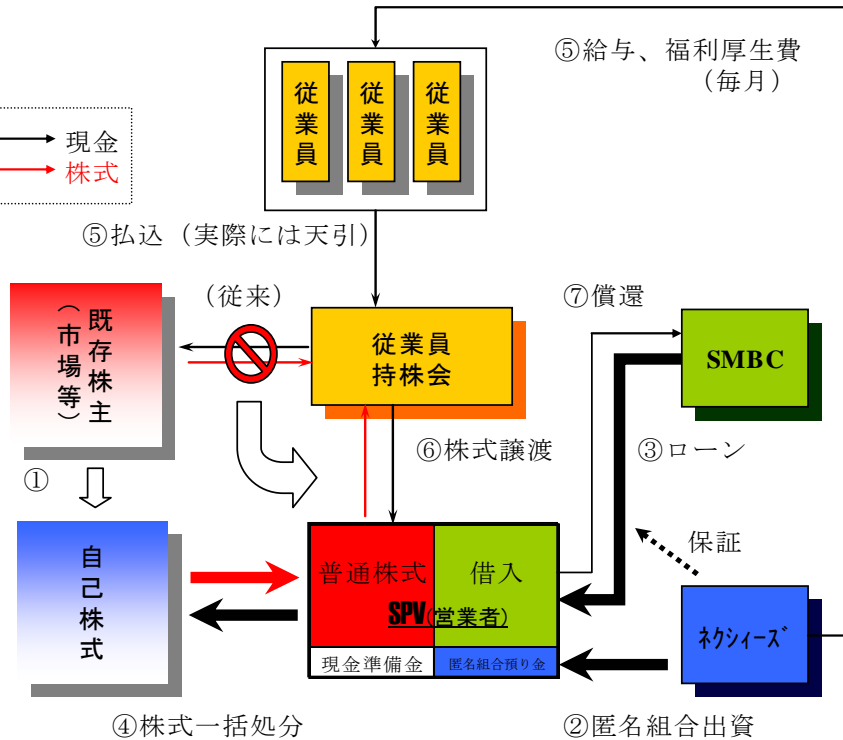 ⑤給与、福利厚生費
(毎月)
従業員
従業員
従業員
現金
株式
⑤払込(実際には天引)
(従来)
⑦償還
既存株主
(市場等)
従業員
持株会
SMBC
①
⑥株式譲渡
③ローン
自己株式
普通株式
借入
保証
SPV(営業者)
ネクシィーズ
現金準備金
匿名組合預り金
④株式一括処分
②匿名組合出資